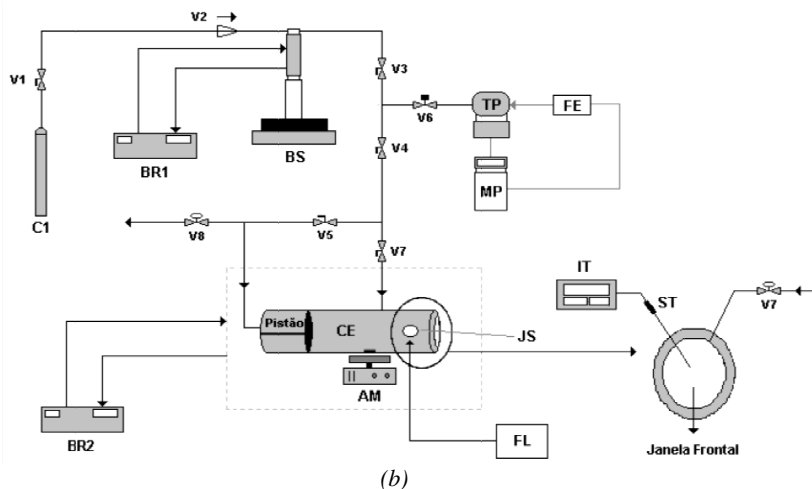 V2
V1
V3
TP
FE
V6
BS
BR1
V4
MP
C1
V8
V5
V7
IT
ST
V7
Pistão
CE
JS
AM
BR2
FL
Janela Frontal
(b)